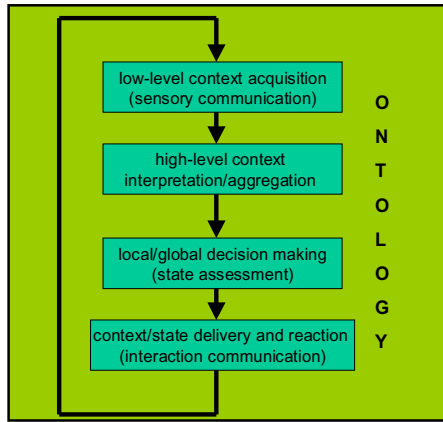 low-level context acquisition
(sensory communication)
high-level context
interpretation/aggregation
local/global decision making
(state assessment)
context/state delivery and reaction
(interaction communication)
O
N
T
O
L
O
G
Y